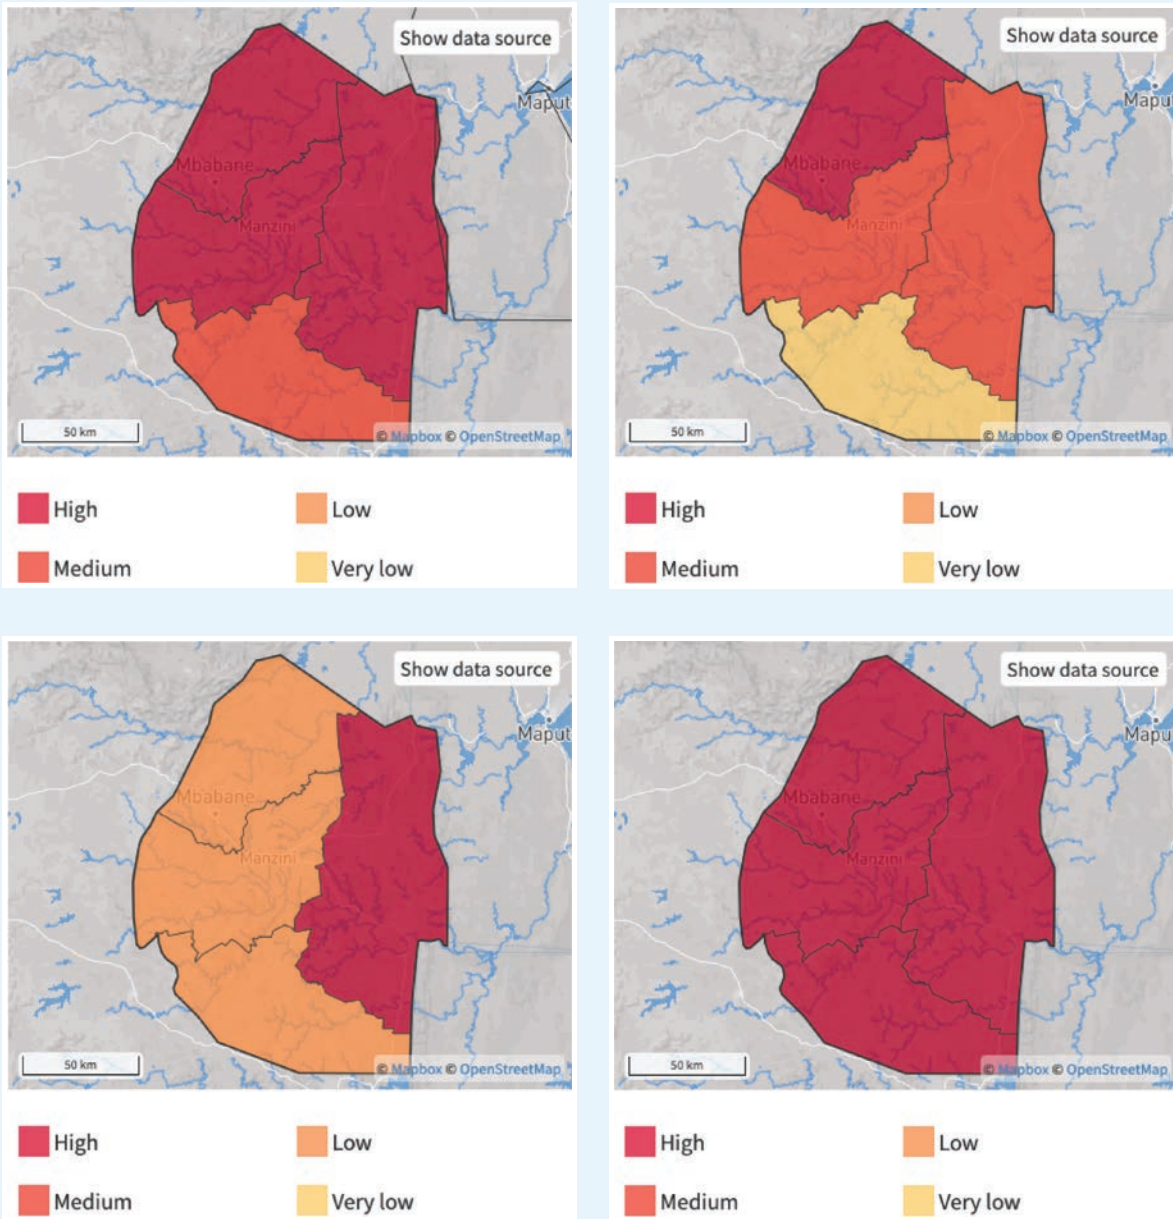 Show data source
Maput
Mbabane
Manzini
50 km
© Mapbox © OpenStreetMap
High
Low
Medium
Very low
Show data source
Mapu
Mbabane
Manzini
50 km
© Mapbox © OpenStreetMap
High
Low
Medium
Very low
Show data source
Maput
Mbabane
Manzini
50 km
© Mapbox © OpenStreetMap
High
Low
Medium
Very low
Show data source
Mapu
Mbabane
Manzini
50 km
© Mapbox © OpenStreetMap
High
Low
Medium
Very low